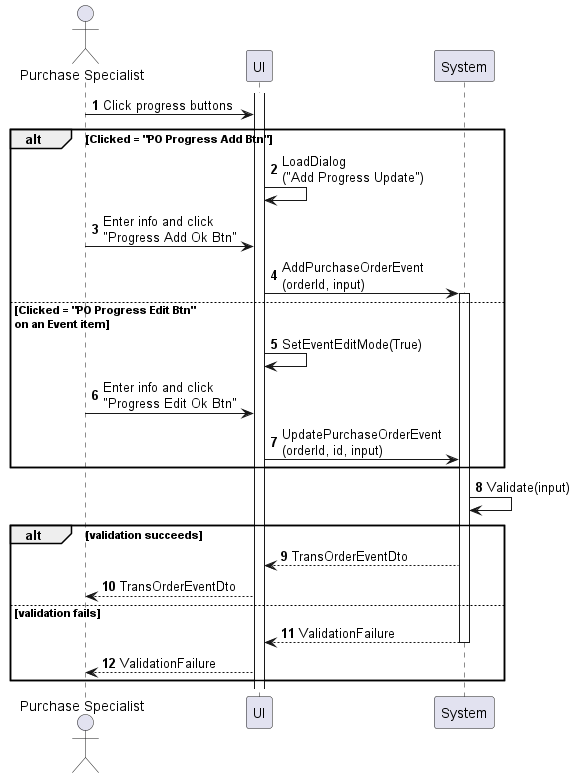 Purchase Specialist
UI
System
1 Click progress buttons
alt
[Clicked = "PO Progress Add Btn"]
2 LoadDialog
("Add Progress Update")
3 Enter info and click
"Progress Add Ok Btn"
4 AddPurchaseOrderEvent
(orderId, input)
[Clicked = "PO Progress Edit Btn"
on an Event item]
5 SetEventEditMode(True)
6 Enter info and click
"Progress Edit Ok Btn"
7 UpdatePurchaseOrderEvent
(orderId, id, input)
8 Validate(input)
alt
[validation succeeds]
9 TransOrderEventDto
10 TransOrderEventDto
[validation fails]
11 ValidationFailure
12 ValidationFailure
Purchase Specialist
UI
System